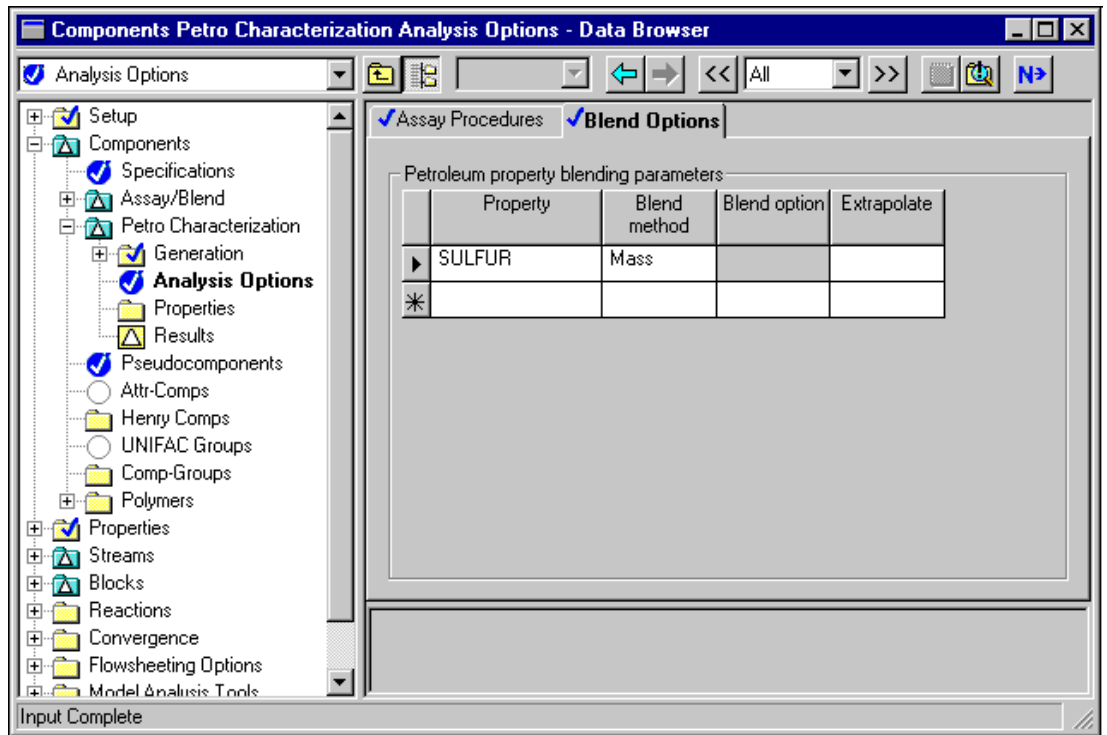 Components Petro Characterization Analysis Options - Data Browser
Analysis Options
<<
All
>>
N
Setup
Components
Specifications
Assay/Blend
Petro Characterization
Generation
Analysis Options
Properties
Results
Pseudocomponents
Attr-Comps
Henry Comps
UNIFAC Groups
Comp-Groups
Polymers
Properties
Streams
Blocks
Reactions
Convergence
Flowsheeting Options
Model Analysis Tools
Assay Procedures Blend Options
Petroleum property blending parameters
Property Blend Blend option Extrapolate
method
SULFUR Mass
Input Complete